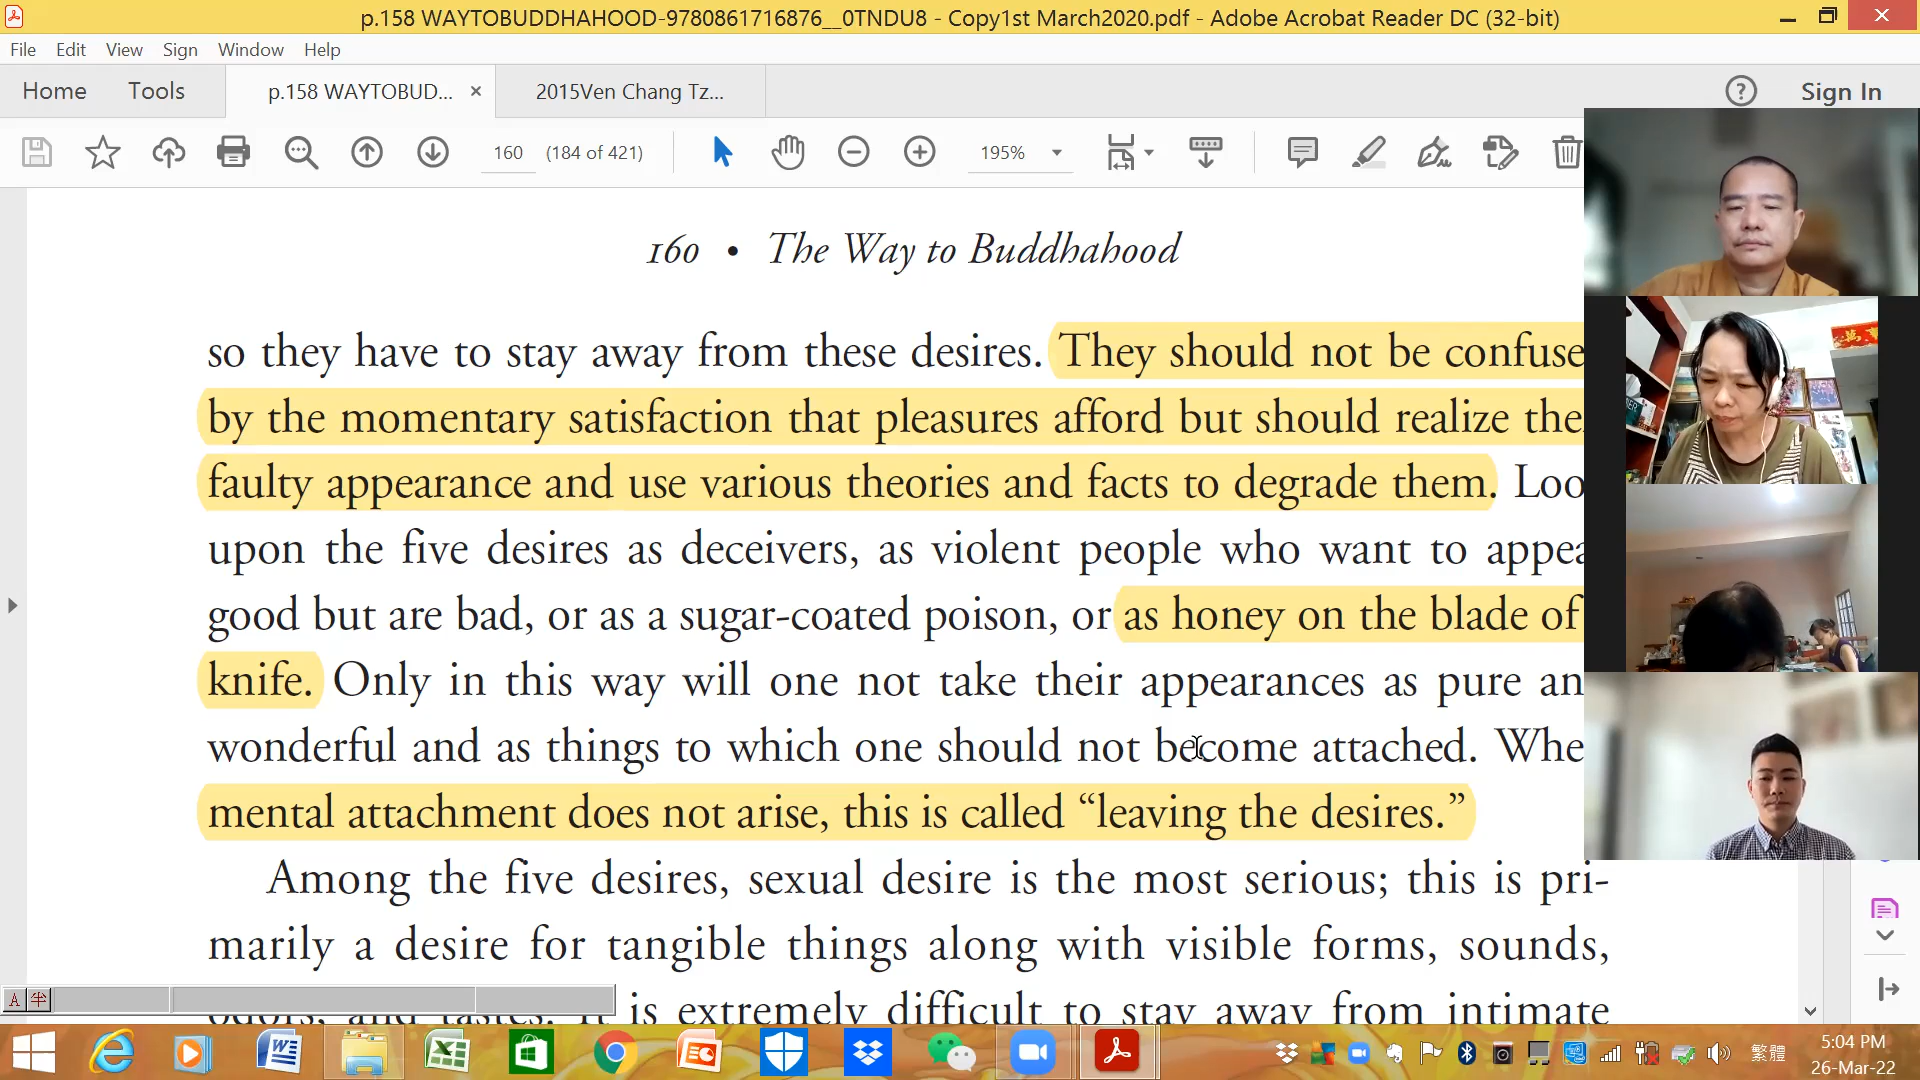 p.158 WAYTOBUDDHAHOOD-9780861716876__0TNDU8 - Copy1st March2020.pdf - Adobe Acrobat Reader DC (32-bit)
File Edit View Sign Window Help
Home Tools p.158 WAYTOBUD... × 2015Ven Chang Tz... Sign In
160 (184 of 421) 195%
160 • The Way to Buddhahood
so they have to stay away from these desires. They should not be confuse
by the momentary satisfaction that pleasures afford but should realize the
faulty appearance and use various theories and facts to degrade them. Loo
upon the five desires as deceivers, as violent people who want to appea
good but are bad, or as a sugar-coated poison, or as honey on the blade of
knife. Only in this way will one not take their appearances as pure an
wonderful and as things to which one should not become attached. Whe
mental attachment does not arise, this is called “leaving the desires.”
Among the five desires, sexual desire is the most serious; this is pri-
marily a desire for tangible things along with visible forms, sounds,
odors, and tastes. It is extremely difficult to stay away from intimate
A 半
繁體
5:04 PM
26-Mar-22